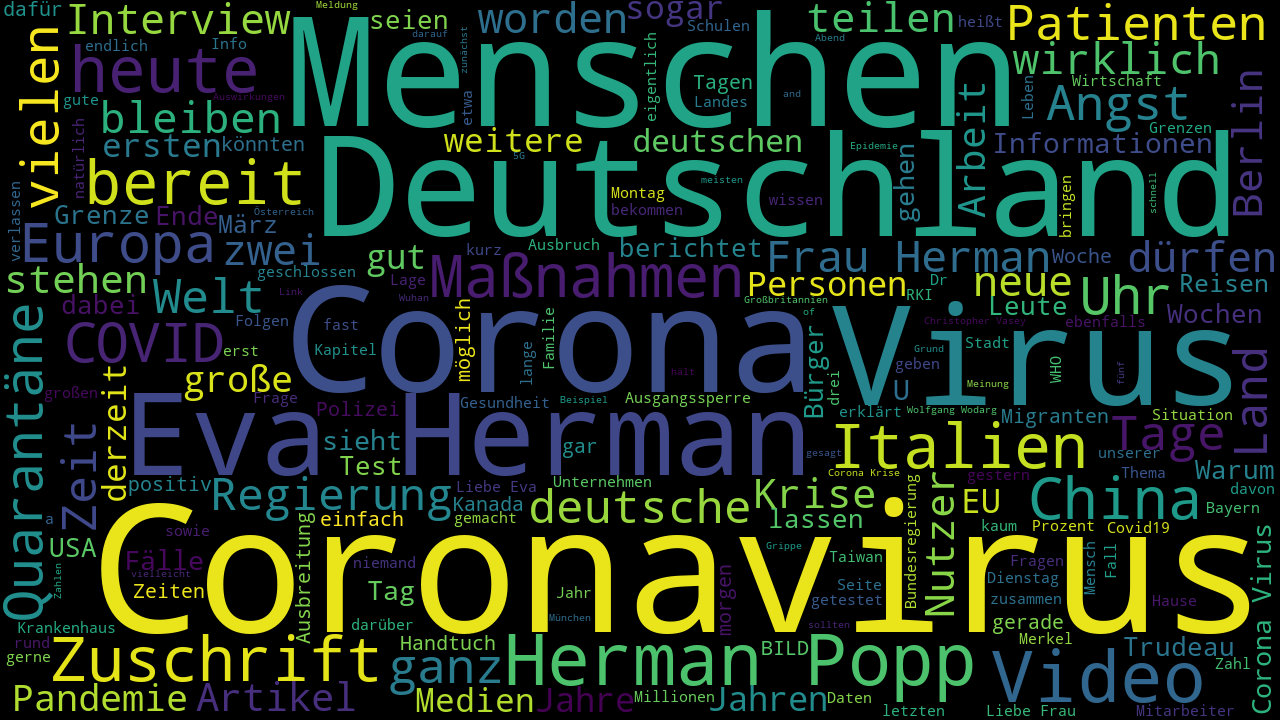 dafür Meldung Interview seien worden sogar teilen Patienten
endlich Info darauf zunächst Schulen Abend heißt
vielen heute Menschen eigentlich Tagen wirklich
gute Auswirkungen etwa Landes and Wirtschaft Angst Leben Berlin
natürlich bleiben ersten könnten weitere deutschen Informationen Grenzen
5G Epidemie Arbeit
verlassen bereit Deutschland Montag meisten wissen gehen bringen schnell
Grenze Ende Österreich bekommen
Europa März zwei gut kurz Ausbruch berichtet Frau Herman Woche dürfen
stehen Welt geschlossen Lage Maßnahmen Personen Dr neue Uhr Reisen
dabei Link Wuhan Großbritannien RKI Leute
COVID Folgen fast Corona möglich Familie of Virus Christopher Vasey ebenfalls Wochen
Quarantäne erst Kapitel lange Bürger Grund Stadt WHO fünf Land
große hält drei geben U Meinung
großen Frage Polizei Gesundheit Beispiel Ausgangssperre erklärt Wolfgang Wodarg Migranten Situation
derzeit Zeit Eva Herman sieht gar gesagt Italien Tage unserer
Test Corona Krise gestern Thema Warum
positiv Regierung Liebe Eva Kanada Unternehmen deutsche Krise Nutzer EU China davon
a sowie einfach gemacht lassen Bundesregierung kaum Prozent Covid19 Bayern
USA Fälle Ausbreitung Coronavirus Grippe Taiwan Fragen Mensch Fall Corona Virus
Zahlen vielleicht Zeiten niemand Tag Jahr morgen Seite getestet Dienstag zusammen Hause
Krankenhaus darüber München sollten gerade
rund gerne Zuschrift Handtuch Herman BILD Popp Merkel Trudeau Zahl
ganz Video
Pandemie Artikel Medien Jahre Millionen Jahren Daten letzten Liebe Frau Mitarbeiter